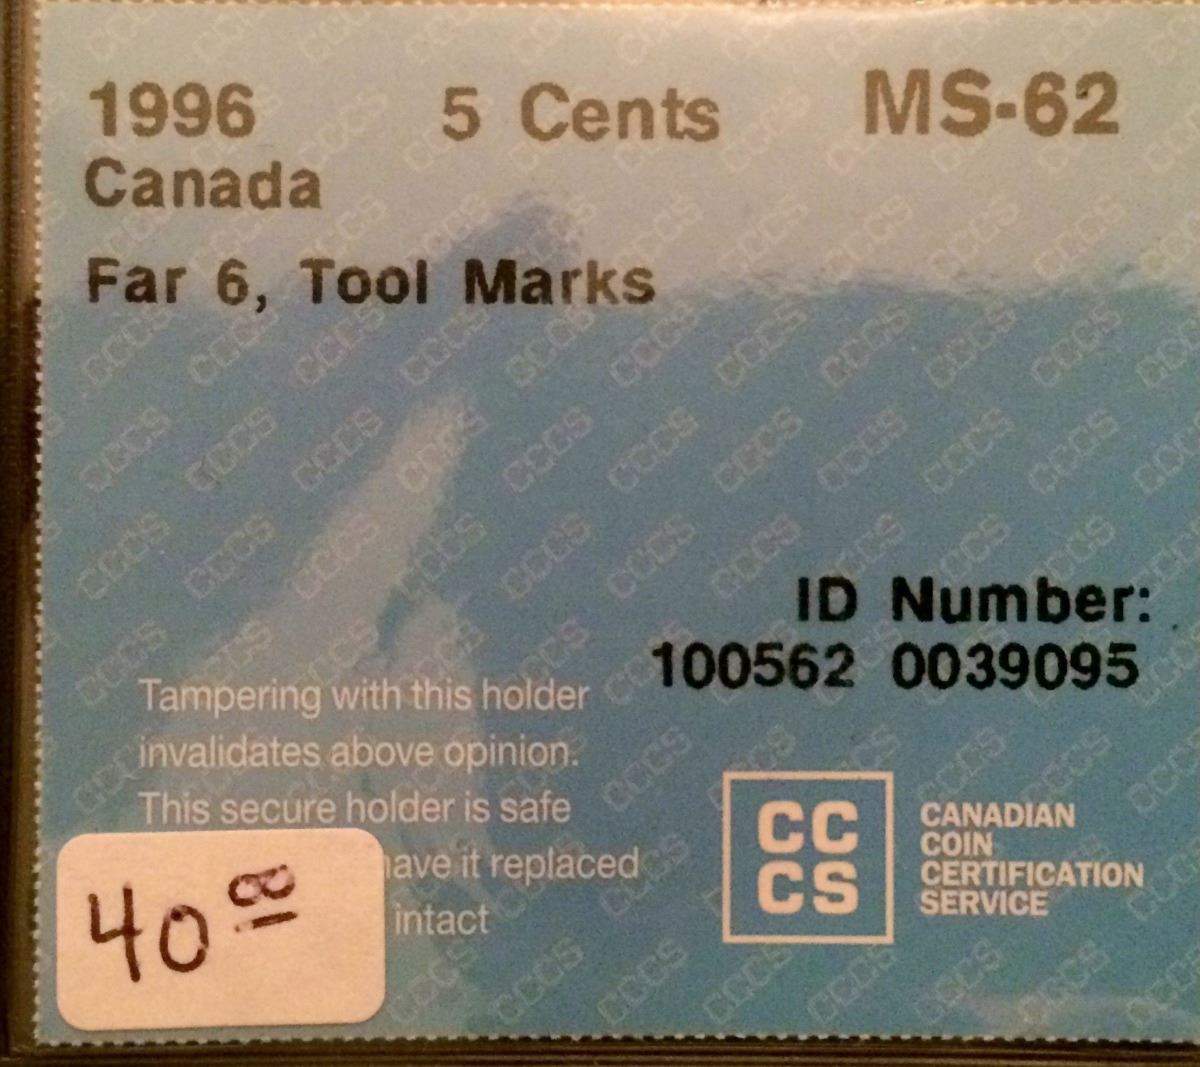 1996 5 Cents MS-62
Canada
Far 6, Tool Marks
ID Number:
100562 0039095
Tampering with this holder
invalidates above opinion.
This secure holder is safe
have it replaced
intact
40 00
CC
CS
CANADIAN
COIN
CERTIFICATION
SERVICE